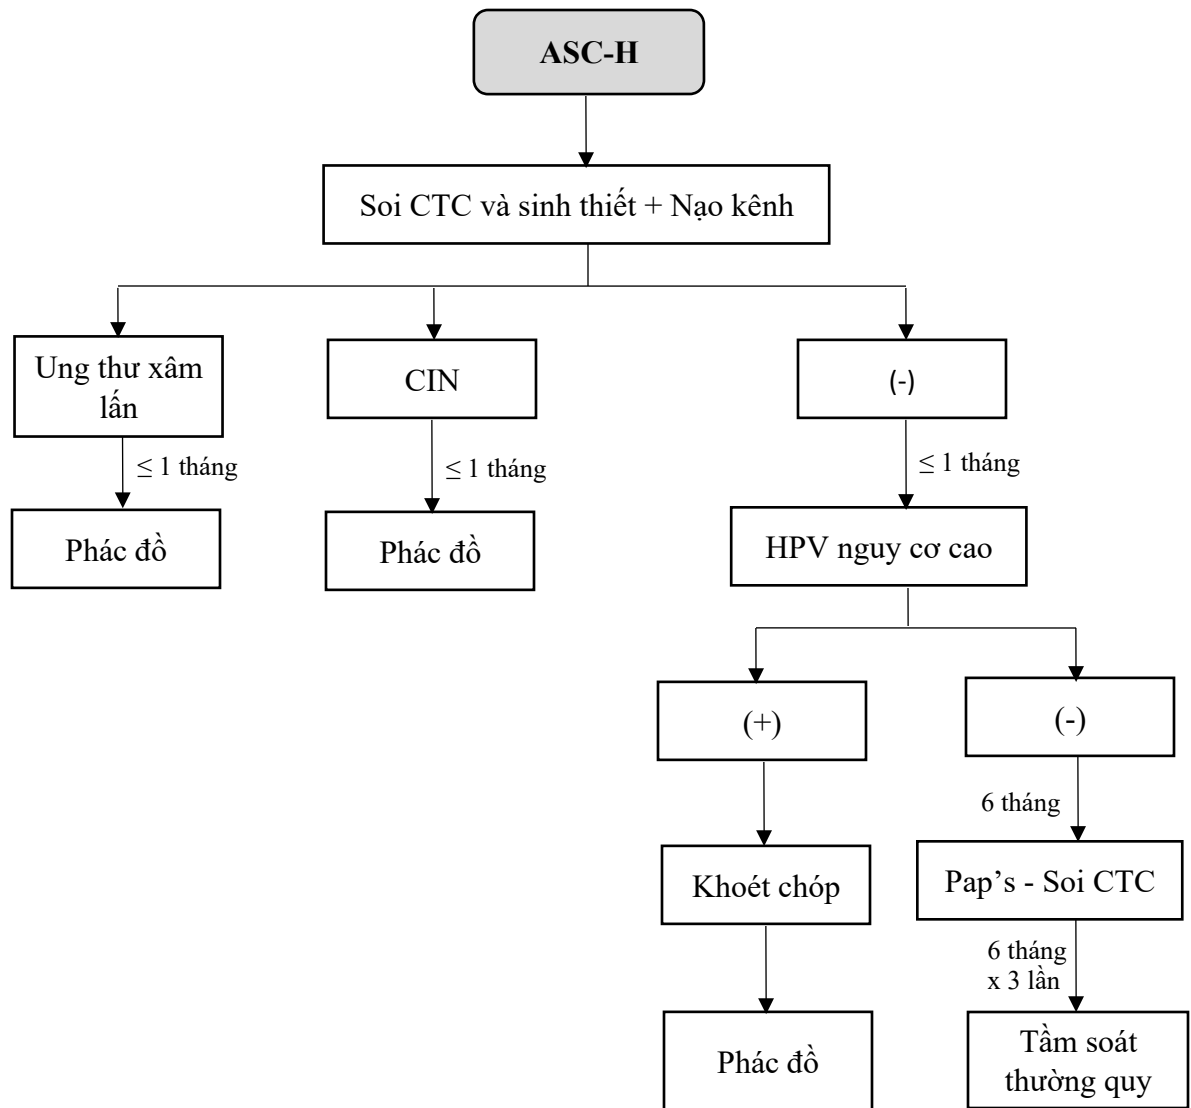 ASC-H
Soi CTC và sinh thiết + Nạo kênh
Ung thư xâm
lấn
CIN
(-)
≤ 1 tháng
≤ 1 tháng
≤ 1 tháng
Phác đồ
Phác đồ
HPV nguy cơ cao
(+)
(-)
6 tháng
Khoét chóp
Pap’s - Soi CTC
6 tháng
x 3 lần
Phác đồ
Tầm soát
thường quy